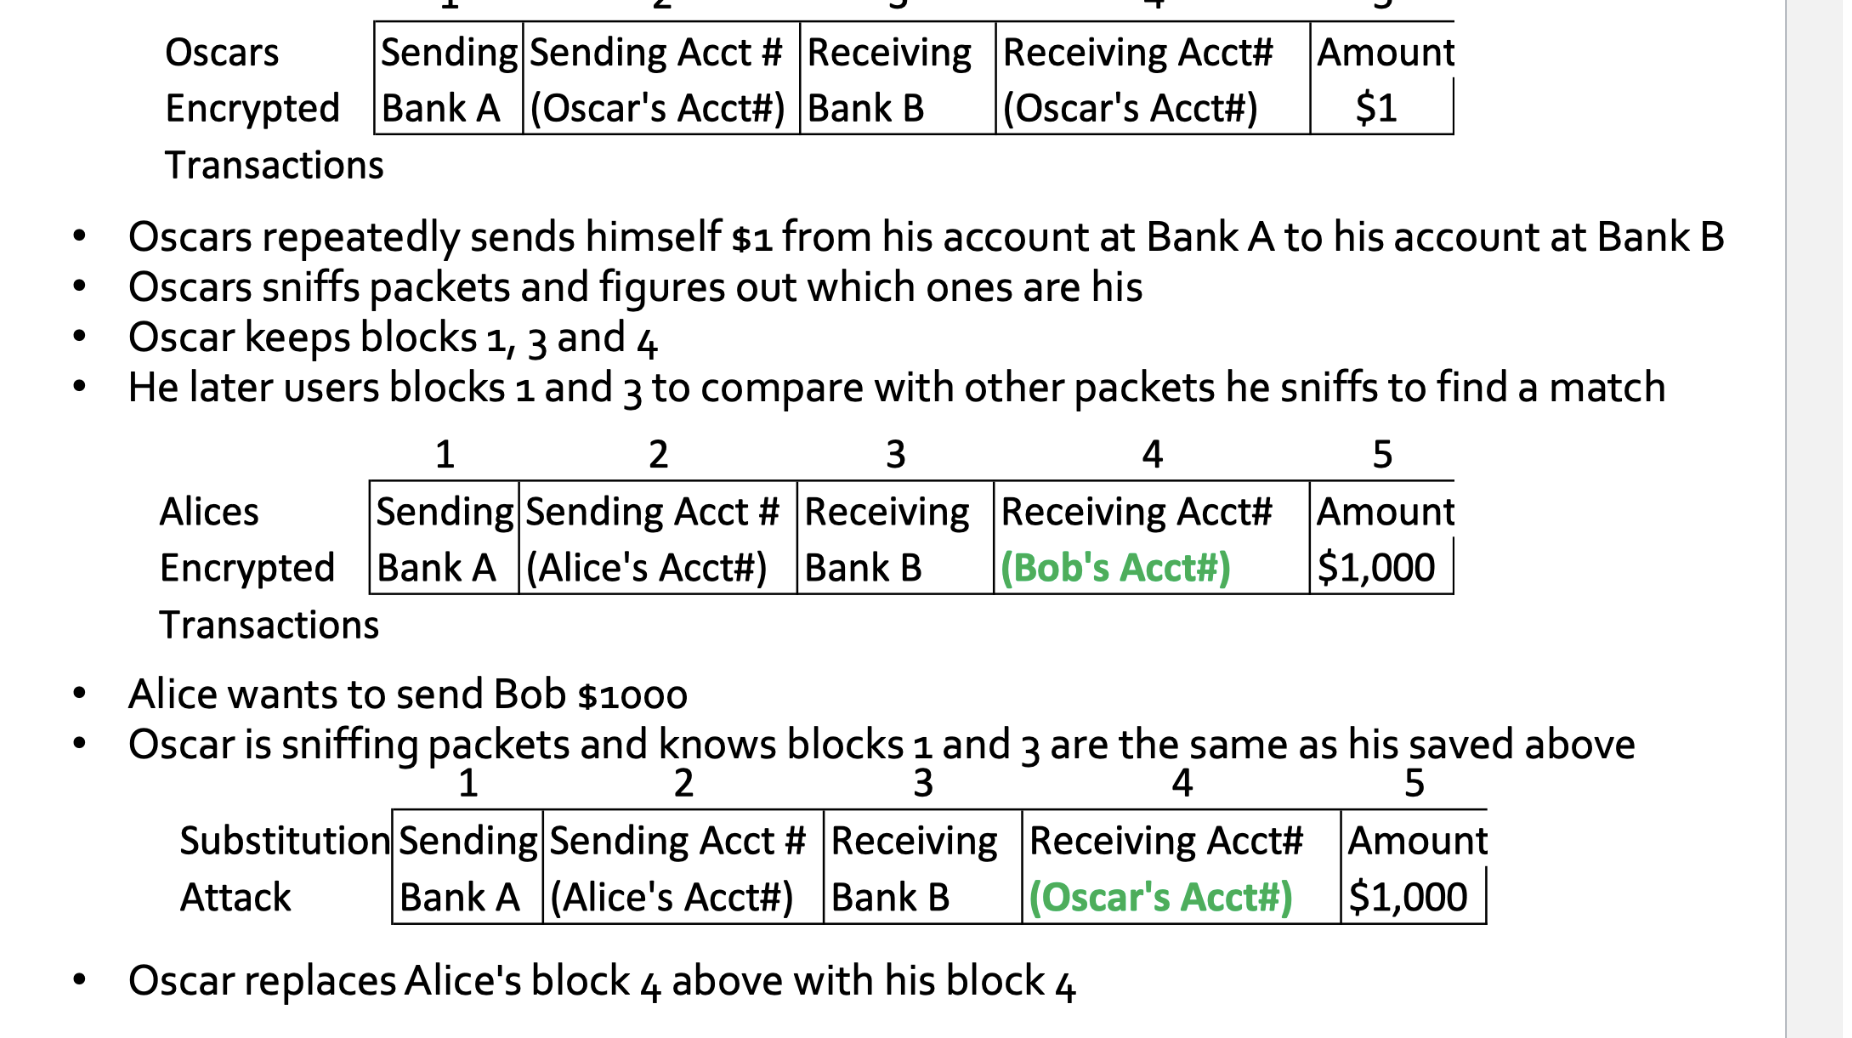 1 2 3 4 5
Oscars Sending Sending Acct # Receiving Receiving Acct# Amount
Encrypted Bank A (Oscar's Acct#) Bank B (Oscar's Acct#) $1
Transactions
• Oscars repeatedly sends himself $1 from his account at Bank A to his account at Bank B
• Oscars sniffs packets and figures out which ones are his
• Oscar keeps blocks 1, 3 and 4
• He later users blocks 1 and 3 to compare with other packets he sniffs to find a match
1 2 3 4 5
Alices Sending Sending Acct # Receiving Receiving Acct# Amount
Encrypted Bank A (Alice's Acct#) Bank B (Bob's Acct#) $1,000
Transactions
• Alice wants to send Bob $1000
• Oscar is sniffing packets and knows blocks 1 and 3 are the same as his saved above
1 2 3 4 5
Substitution Sending Sending Acct # Receiving Receiving Acct# Amount
Attack Bank A (Alice's Acct#) Bank B (Oscar's Acct#) $1,000
• Oscar replaces Alice's block 4 above with his block 4